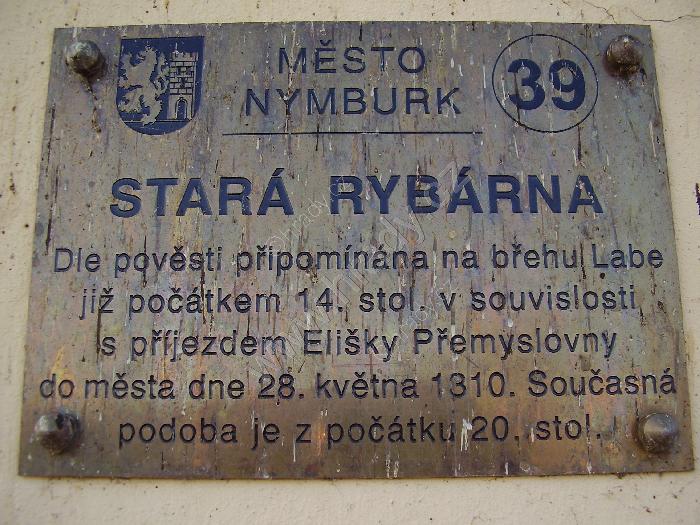 MĚSTO
NYMBURK
39
STARÁ RYBÁRNA
Dle pověsti připomínána na břehu Labe
již počátkem 14. stol. v souvislosti
s příjezdem Elišky Přemyslovny
do města dne 28. května 1310. Současná
podoba je z počátku 20. stol.